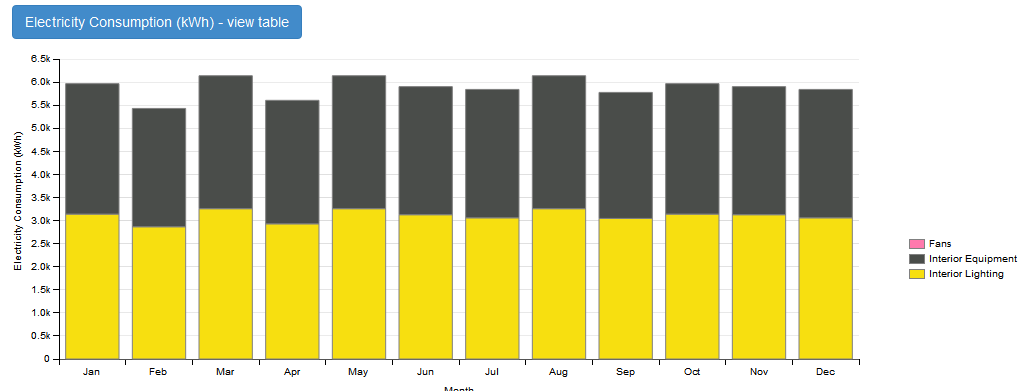 Electricity Consumption (kWh) - view table
6.5k
6.0k
5.5k
5.0k
4.5k
4.0k
3.5k
3.0k
2.5k
2.0k
1.5k
1.0k
0.5k
0
Electricity Consumption (kWh)
Jan Feb Mar Apr May Jun Jul Aug Sep Oct Nov Dec
Month
Fans
Interior Equipment
Interior Lighting